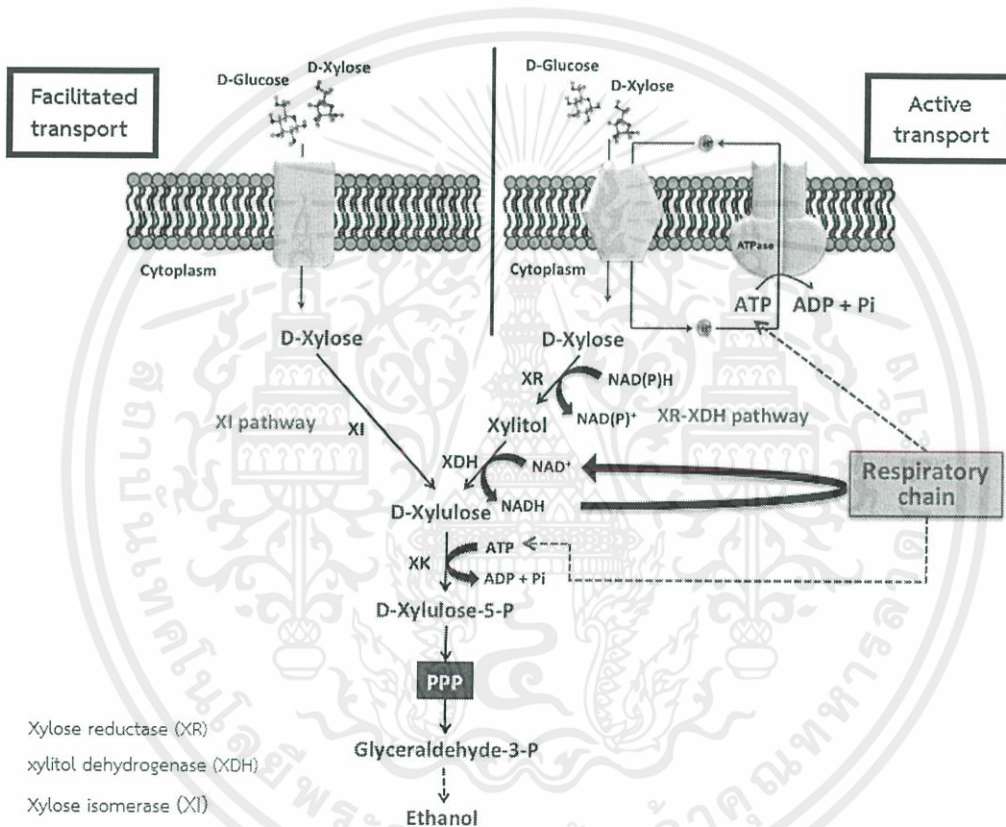 Facilitated
transport
D-Glucose
D-Xylose
Cytoplasm
D-Xylose
XI pathway
XI
Active
transport
D-Glucose
D-Xylose
Cytoplasm
ATPase
ATP
ADP + Pi
D-Xylose
XR
NAD(P)H
NAD(P)⁺
Xylitol
XR-XDH pathway
XDH
NAD⁺
NADH
D-Xylulose
Respiratory
chain
XK
ATP
ADP + Pi
D-Xylulose-5-P
PPP
Glyceraldehyde-3-P
Ethanol
Xylose reductase (XR)
xylitol dehydrogenase (XDH)
Xylose isomerase (XI)